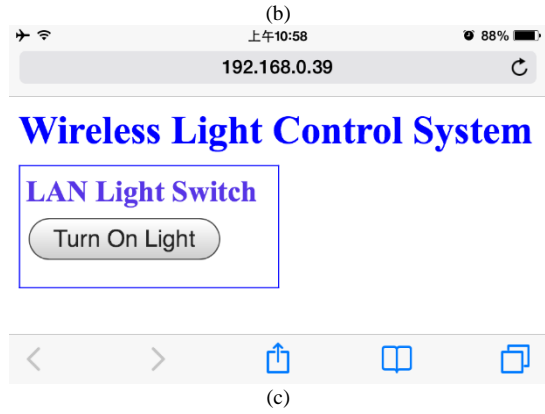 (b)
上午10:58
88%
192.168.0.39
Wireless Light Control System
LAN Light Switch
Turn On Light
(c)